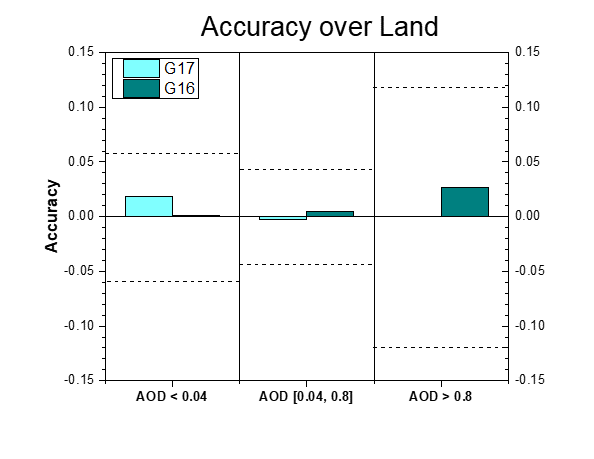 Accuracy over Land
G17
G16
Accuracy
0.15
0.10
0.05
0.00
-0.05
-0.10
-0.15
0.15
0.10
0.05
0.00
-0.05
-0.10
-0.15
AOD < 0.04
AOD [0.04, 0.8]
AOD > 0.8